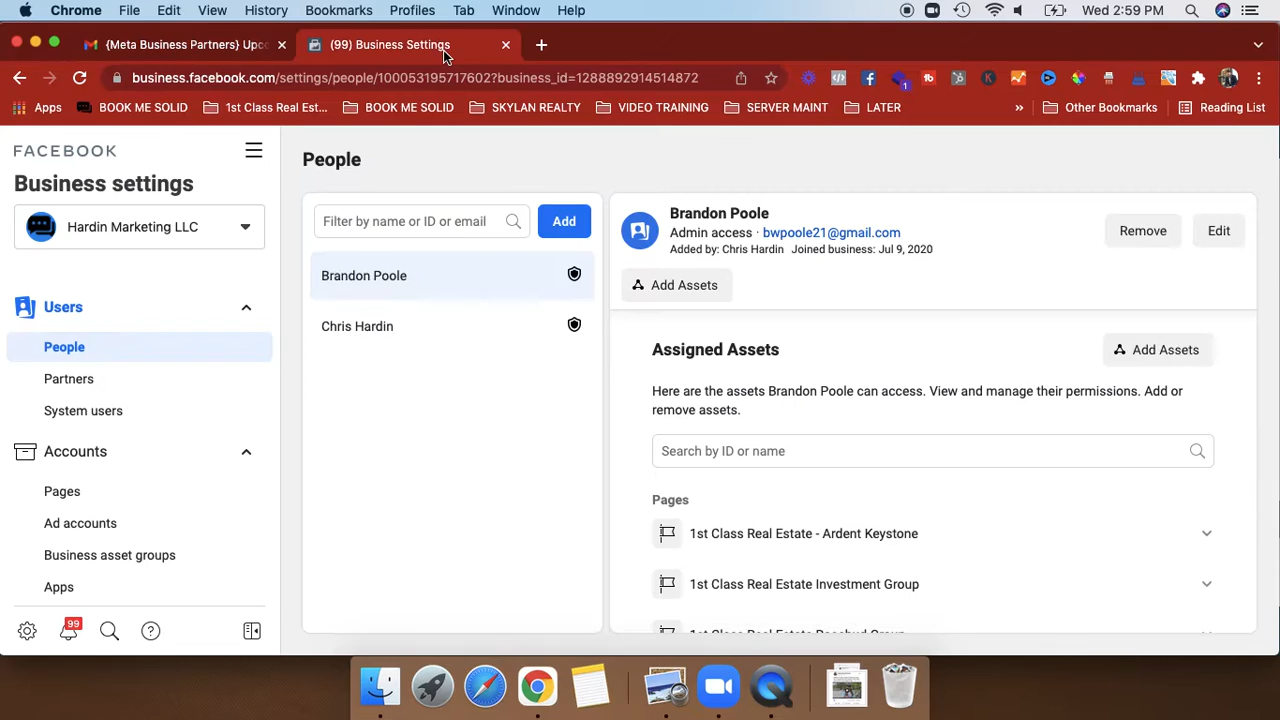 Chrome File Edit View History Bookmarks Profiles Tab Window Help Wed 2:59 PM
{Meta Business Partners} Upc (99) Business Settings
business.facebook.com/settings/people/100053195717602?business_id=1288892914514872
Apps BOOK ME SOLID 1st Class Real Est... BOOK ME SOLID SKYLAN REALTY VIDEO TRAINING SERVER MAINT LATER » Other Bookmarks Reading List
1
FACEBOOK
Business settings
Hardin Marketing LLC
Users
People
Partners
System users
Accounts
Pages
Ad accounts
Business asset groups
Apps
99
People
Filter by name or ID or email Add
Brandon Poole
Chris Hardin
Brandon Poole
Admin access · bwpoole21@gmail.com
Added by: Chris Hardin Joined business: Jul 9, 2020
Remove Edit
Add Assets
Assigned Assets Add Assets
Here are the assets Brandon Poole can access. View and manage their permissions. Add or
remove assets.
Search by ID or name
Pages
1st Class Real Estate - Ardent Keystone
1st Class Real Estate Investment Group